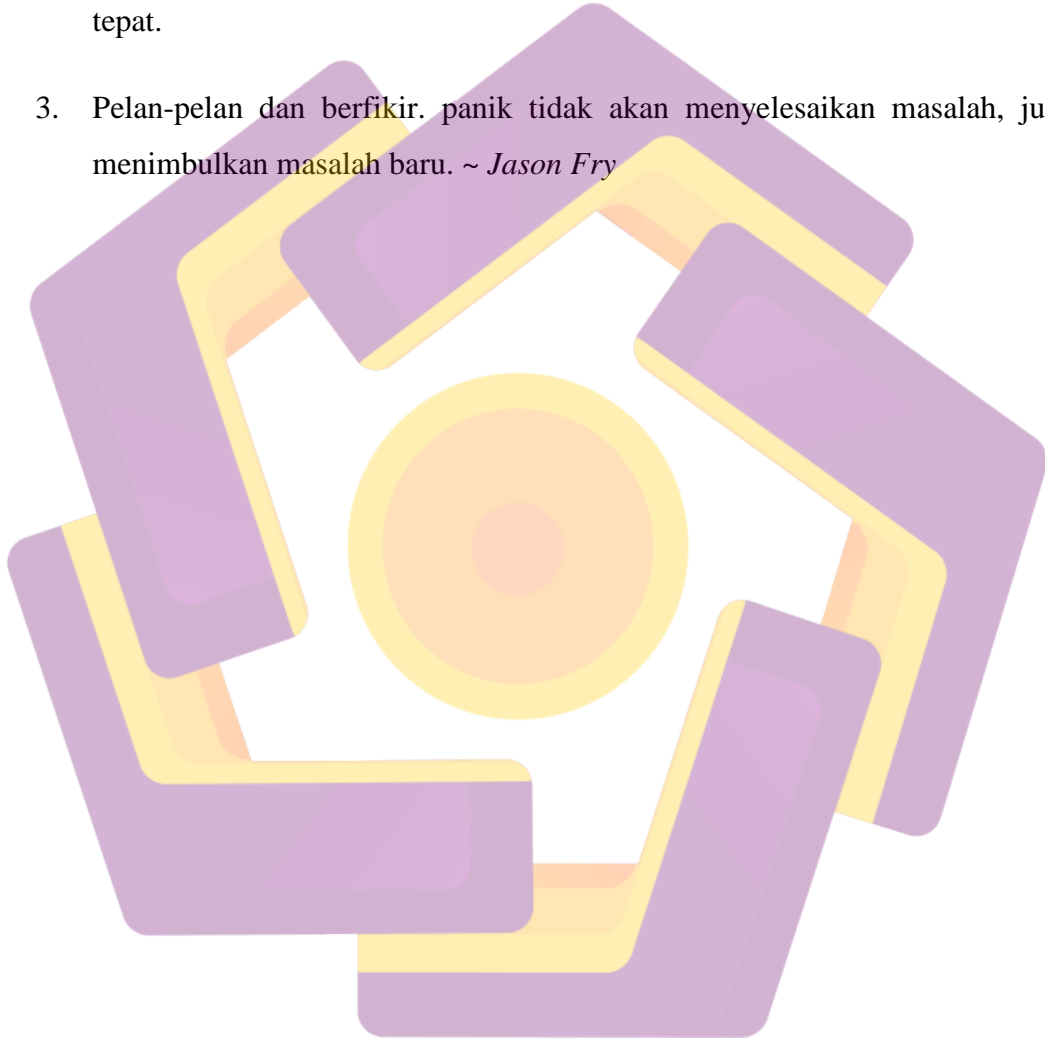 tepat.
3. Pelan-pelan dan berfikir. panik tidak akan menyelesaikan masalah, ju
menimbulkan masalah baru. ~ Jason Fry